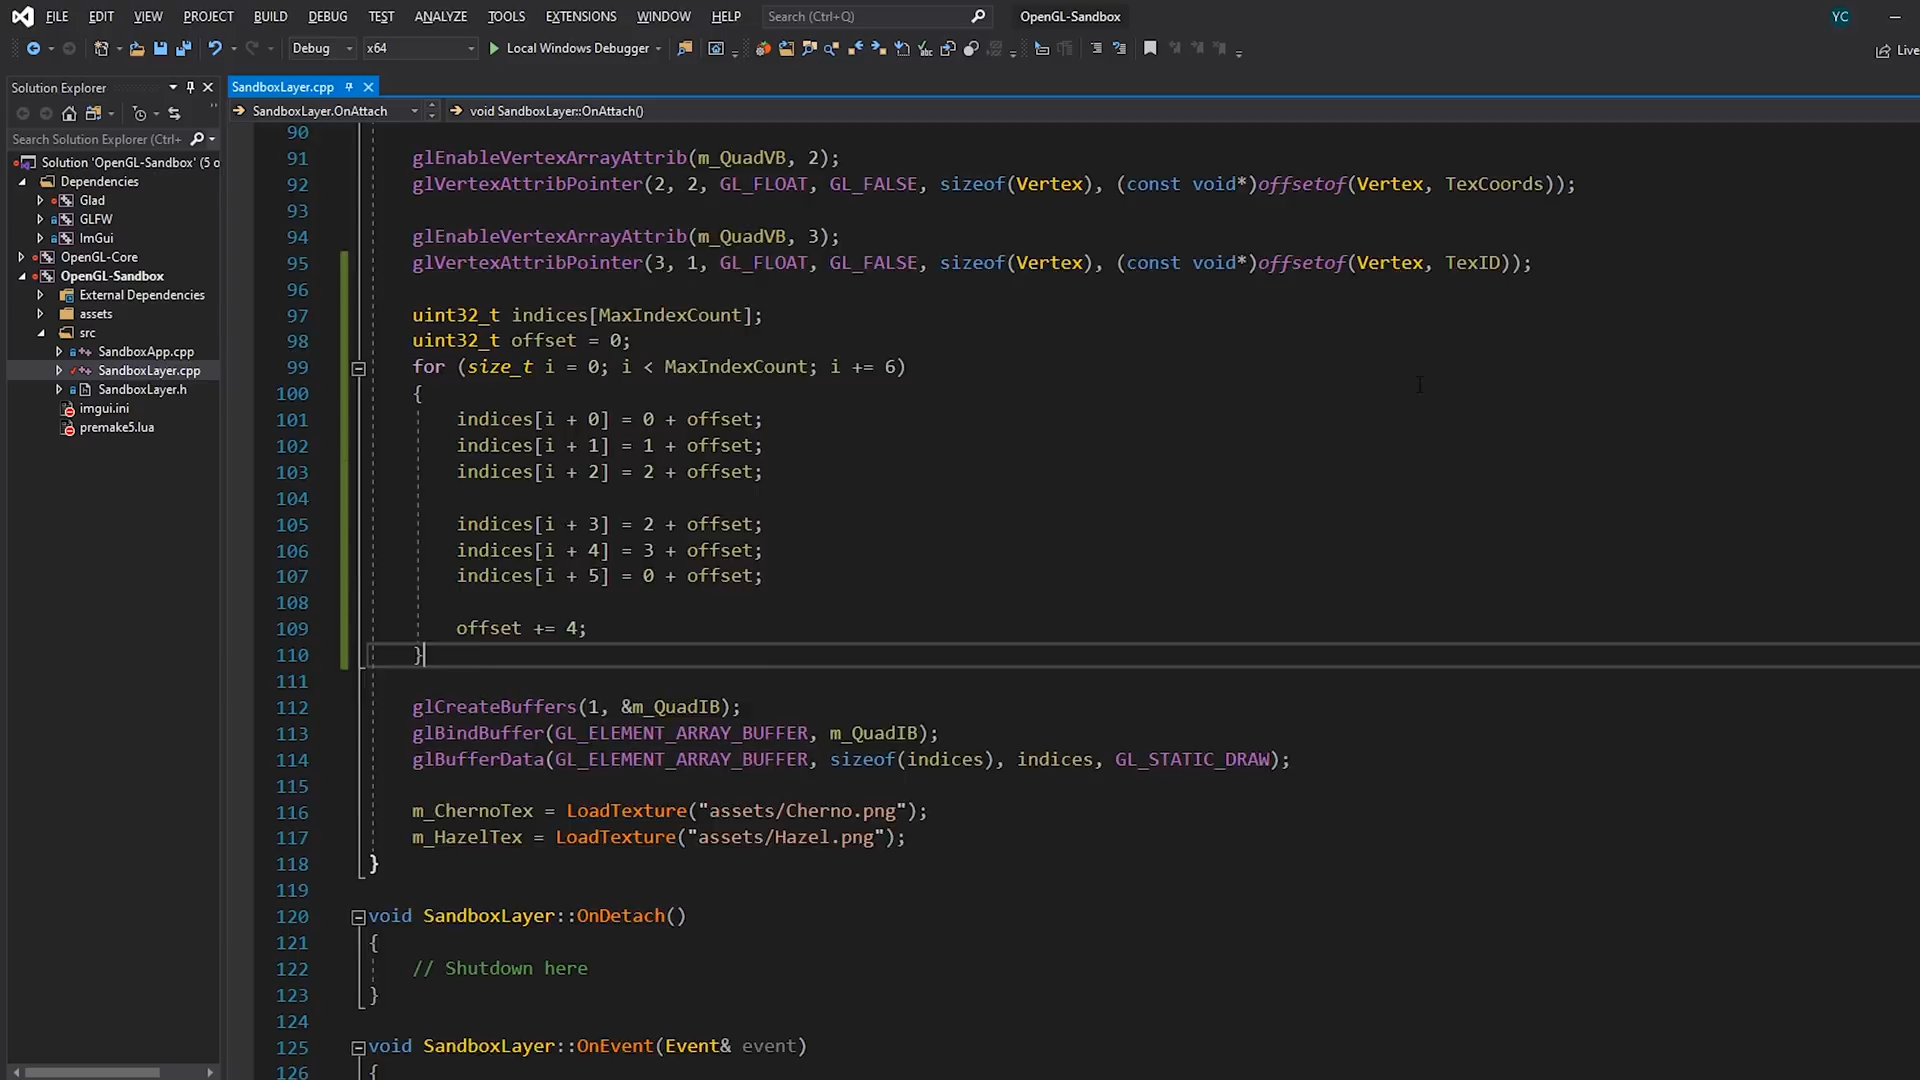 FILE EDIT VIEW PROJECT BUILD DEBUG TEST ANALYZE TOOLS EXTENSIONS WINDOW HELP Search (Ctrl+Q) OpenGL-Sandbox YC
Debug x64 Local Windows Debugger Live
Solution Explorer
SandboxLayer.cpp
SandboxLayer.OnAttach void SandboxLayer::OnAttach()
Search Solution Explorer (Ctrl+
Solution 'OpenGL-Sandbox' (5 o
Dependencies
Glad
GLFW
ImGui
OpenGL-Core
OpenGL-Sandbox
External Dependencies
assets
src
SandboxApp.cpp
SandboxLayer.cpp
SandboxLayer.h
imgui.ini
premake5.lua
90
91 glEnableVertexArrayAttrib(m_QuadVB, 2);
92 glVertexAttribPointer(2, 2, GL_FLOAT, GL_FALSE, sizeof(Vertex), (const void*)offsetof(Vertex, TexCoords));
93
94 glEnableVertexArrayAttrib(m_QuadVB, 3);
95 glVertexAttribPointer(3, 1, GL_FLOAT, GL_FALSE, sizeof(Vertex), (const void*)offsetof(Vertex, TexID));
96
97 uint32_t indices[MaxIndexCount];
98 uint32_t offset = 0;
99 for (size_t i = 0; i < MaxIndexCount; i += 6)
100 {
101 indices[i + 0] = 0 + offset;
102 indices[i + 1] = 1 + offset;
103 indices[i + 2] = 2 + offset;
104
105 indices[i + 3] = 2 + offset;
106 indices[i + 4] = 3 + offset;
107 indices[i + 5] = 0 + offset;
108
109 offset += 4;
110 }
111
112 glCreateBuffers(1, &m_QuadIB);
113 glBindBuffer(GL_ELEMENT_ARRAY_BUFFER, m_QuadIB);
114 glBufferData(GL_ELEMENT_ARRAY_BUFFER, sizeof(indices), indices, GL_STATIC_DRAW);
115
116 m_ChernoTex = LoadTexture("assets/Cherno.png");
117 m_HazelTex = LoadTexture("assets/Hazel.png");
118 }
119
120 void SandboxLayer::OnDetach()
121 {
122 // Shutdown here
123 }
124
125 void SandboxLayer::OnEvent(Event& event)
126 {